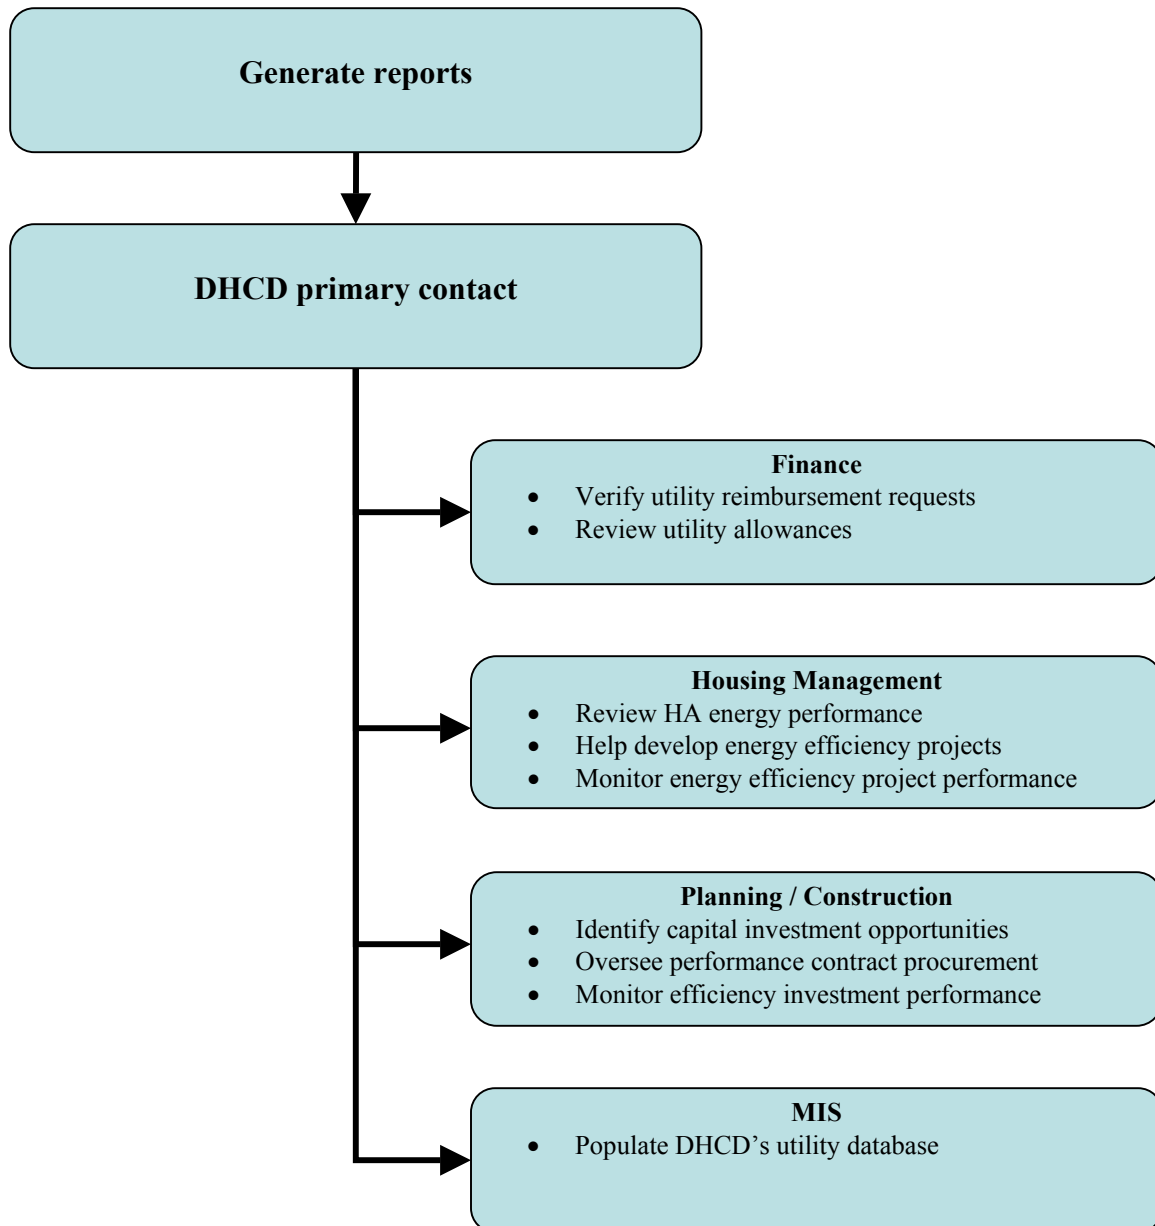 Generate reports
DHCD primary contact
Finance
• Verify utility reimbursement requests
• Review utility allowances
Housing Management
• Review HA energy performance
• Help develop energy efficiency projects
• Monitor energy efficiency project performance
Planning / Construction
• Identify capital investment opportunities
• Oversee performance contract procurement
• Monitor efficiency investment performance
MIS
• Populate DHCD’s utility database